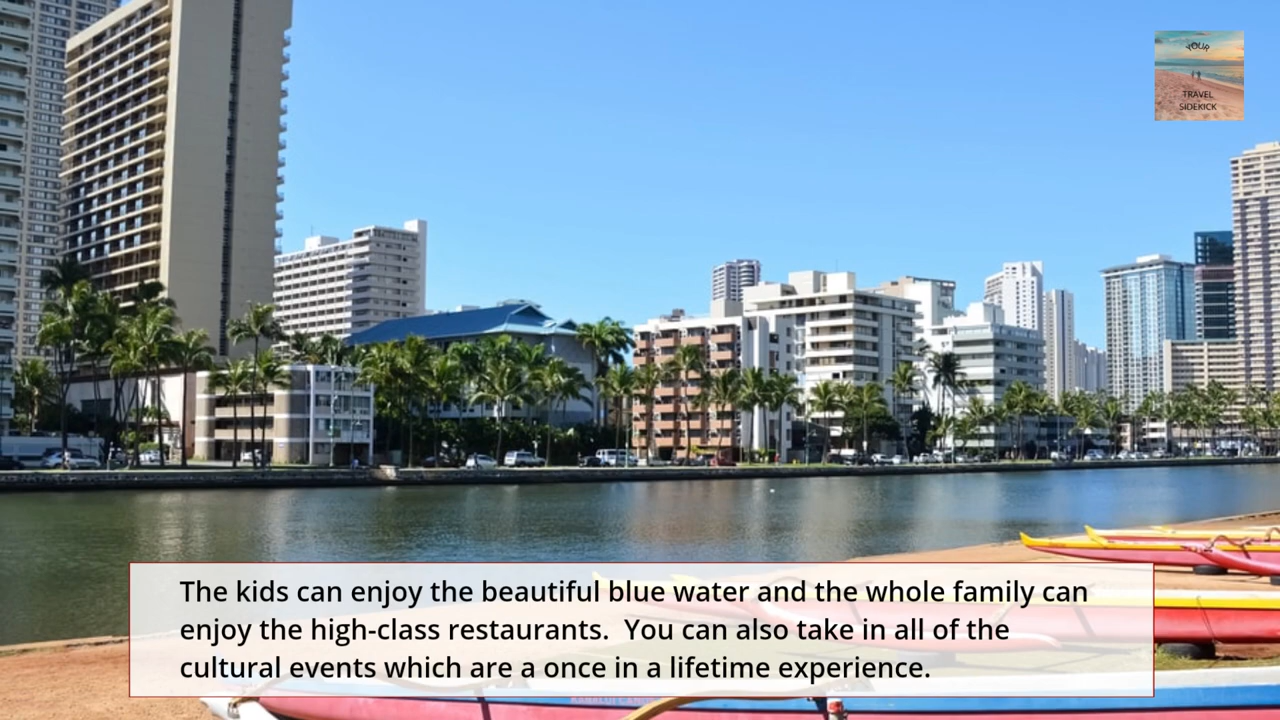 YOUR
TRAVEL
SIDEKICK
The kids can enjoy the beautiful blue water and the whole family can
enjoy the high-class restaurants.  You can also take in all of the
cultural events which are a once in a lifetime experience.